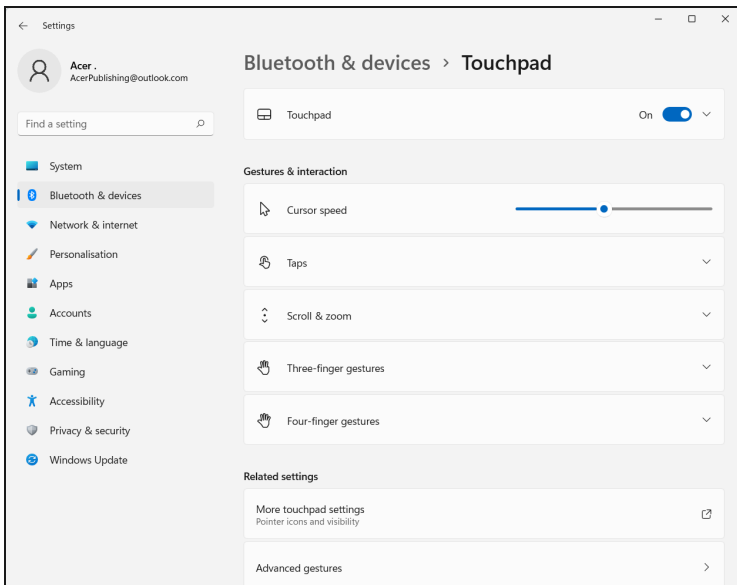 Settings
Acer .
AcerPublishing@outlook.com
Find a setting
System
Bluetooth & devices
Network & internet
Personalisation
Apps
Accounts
Time & language
Gaming
Accessibility
Privacy & security
Windows Update
Bluetooth & devices > Touchpad
Touchpad
On
Gestures & interaction
Cursor speed
Taps
Scroll & zoom
Three-finger gestures
Four-finger gestures
Related settings
More touchpad settings
Pointer icons and visibility
Advanced gestures